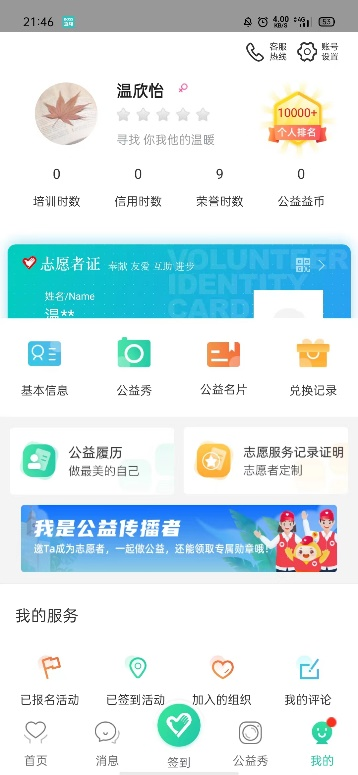 21:46
4.00
KB/S
4G
53
客服
热线
账号
设置
温欣怡
寻找 你我他的温暖
10000+
个人排名
0
0
9
0
培训时数
信用时数
荣誉时数
公益益币
志愿者证 奉献 友爱 互助 进步
VOLUNTEER
IDENTITY
CARD
姓名/Name
温**
基本信息
公益秀
公益名片
兑换记录
公益履历
做最美的自己
志愿服务记录证明
志愿者定制
我是公益传播者
邀Ta成为志愿者，一起做公益，还能领取专属勋章哦！
我的服务
已报名活动
已签到活动
加入的组织
我的评论
首页
消息
签到
公益秀
我的